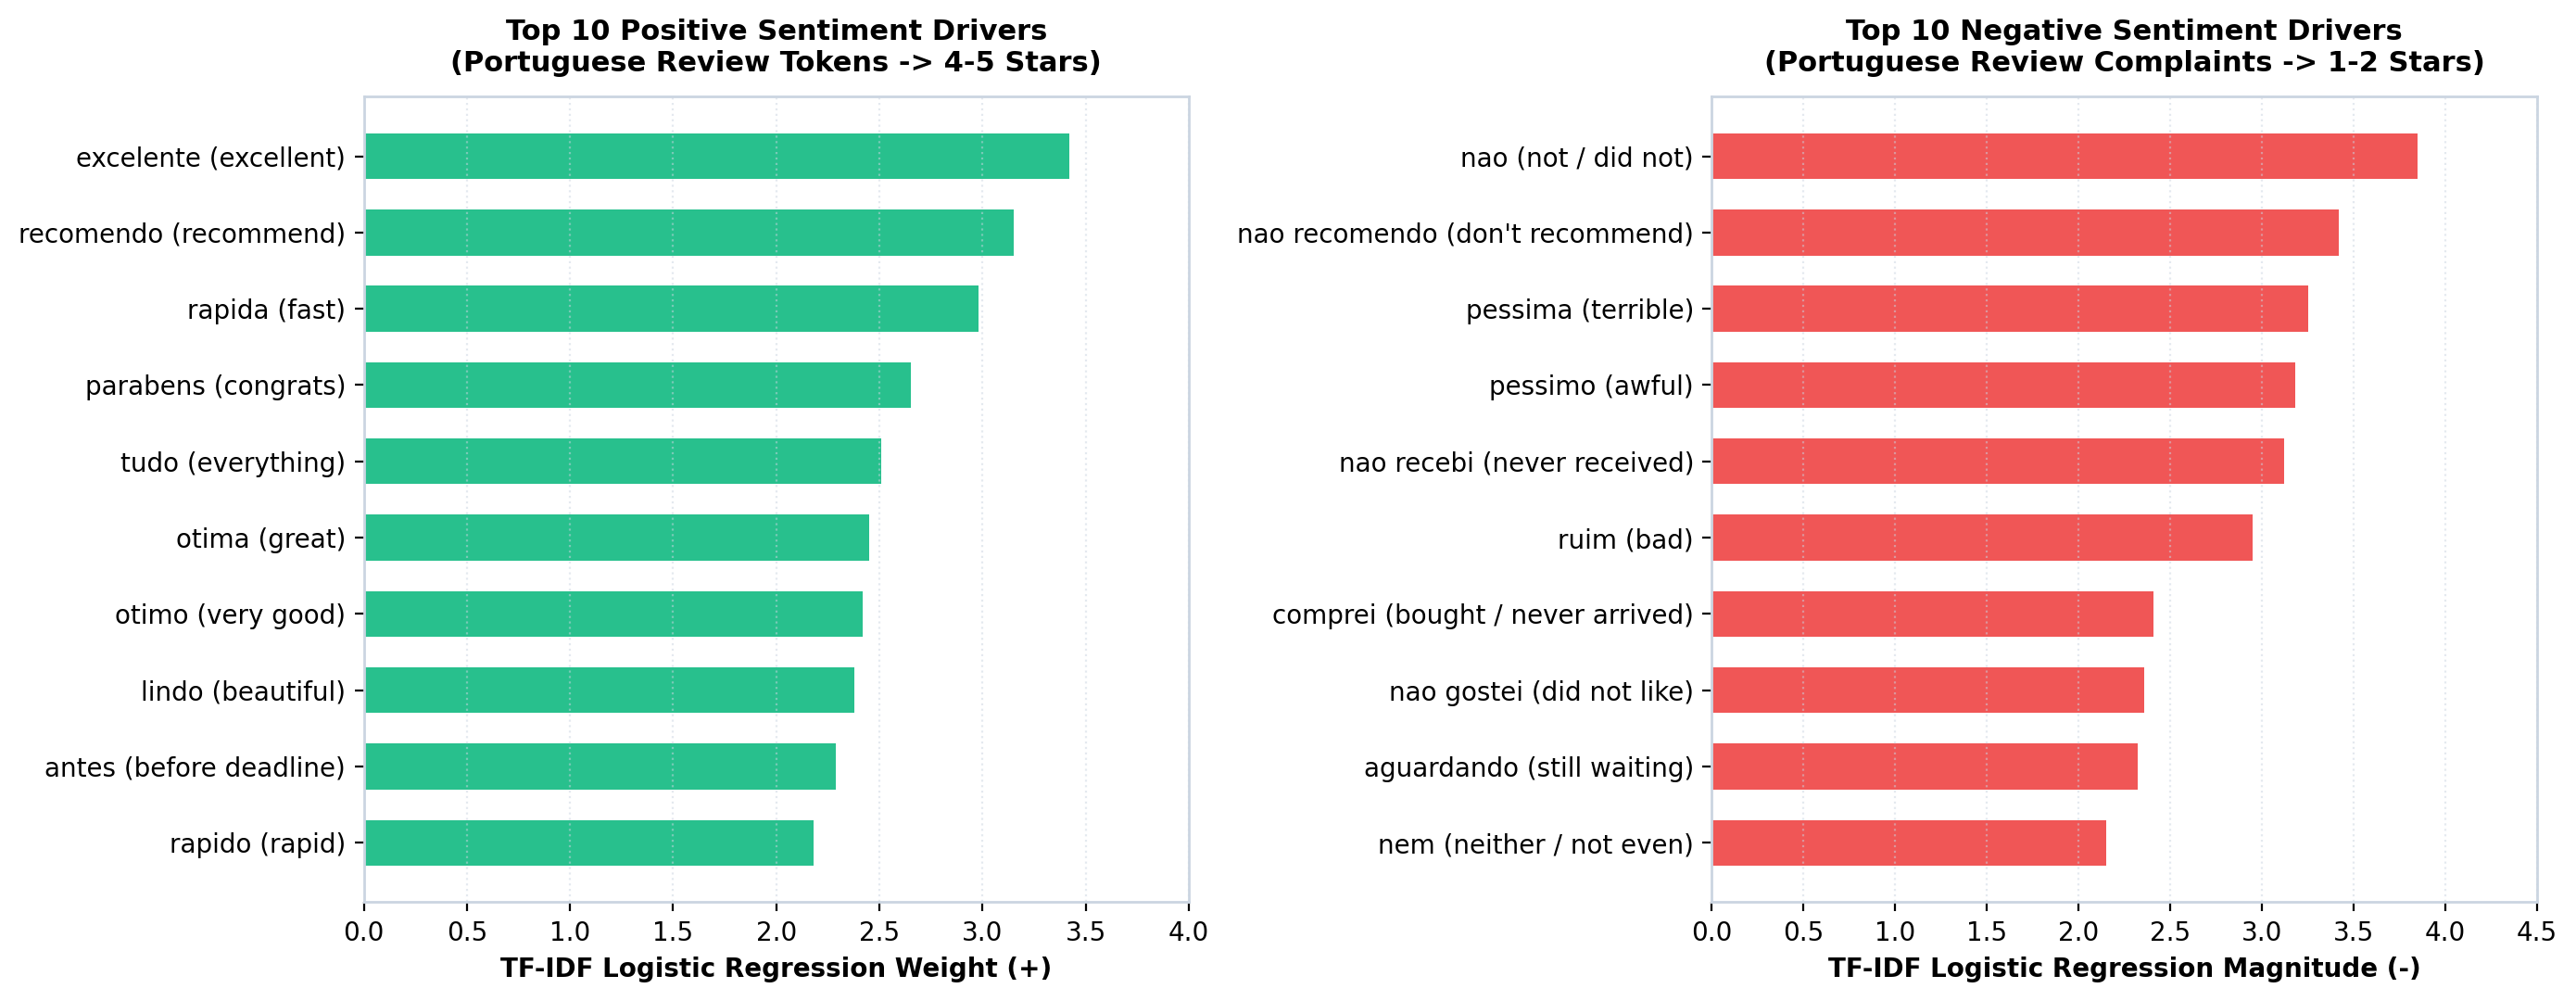 Top 10 Positive Sentiment Drivers
(Portuguese Review Tokens -> 4-5 Stars)
excelente (excellent)
recomendo (recommend)
rapida (fast)
parabens (congrats)
tudo (everything)
otima (great)
otimo (very good)
lindo (beautiful)
antes (before deadline)
rapido (rapid)
0.0 0.5 1.0 1.5 2.0 2.5 3.0 3.5 4.0
TF-IDF Logistic Regression Weight (+)
Top 10 Negative Sentiment Drivers
(Portuguese Review Complaints -> 1-2 Stars)
nao (not / did not)
nao recomendo (don't recommend)
pessima (terrible)
pessimo (awful)
nao recebi (never received)
ruim (bad)
comprei (bought / never arrived)
nao gostei (did not like)
aguardando (still waiting)
nem (neither / not even)
0.0 0.5 1.0 1.5 2.0 2.5 3.0 3.5 4.0 4.5
TF-IDF Logistic Regression Magnitude (-)